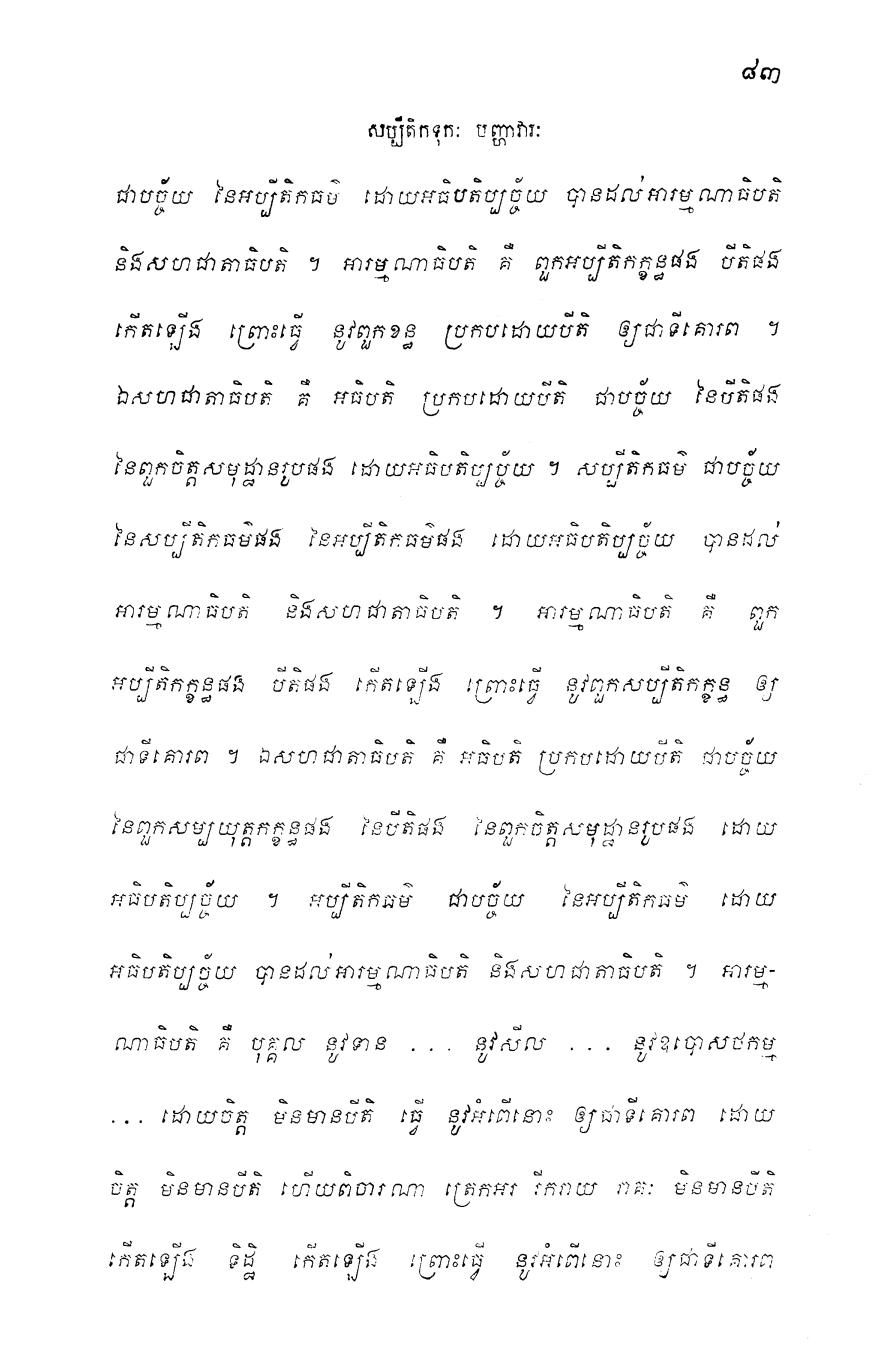 ៨៣
សប្បីតិកទុកៈ បញ្ហាវារៈ
ជាបច្ច័យ នៃអប្បីតិកធម៌ ដោយអធិបតិប្បច្ច័យ បានដល់អារម្មណាធិបតិ
និងសហជាតាធិបតិ ។ អារម្មណាធិបតិ គឺ ពួកអប្បីតិកក្ខន្ធផង បីតិផង
កើតឡើង ព្រោះធ្វើ នូវពួកខន្ធ ប្រកបដោយបីតិ ឲ្យជាទីគោរព ។
ឯសហជាតាធិបតិ គឺ អធិបតិ ប្រកបដោយបីតិ ជាបច្ច័យ នៃបីតិផង
នៃពួកចិត្តសមុដ្ឋានរូបផង ដោយអធិបតិប្បច្ច័យ ។ សប្បីតិកធម៌ ជាបច្ច័យ
នៃសប្បីតិកធម៌ផង នៃអប្បីតិកធម៌ផង ដោយអធិបតិប្បច្ច័យ បានដល់
អារម្មណាធិបតិ និងសហជាតាធិបតិ ។ អារម្មណាធិបតិ គឺ ពួក
អប្បីតិកក្ខន្ធផង បីតិផង កើតឡើង ព្រោះធ្វើ នូវពួកសប្បីតិកក្ខន្ធ ឲ្យ
ជាទីគោរព ។ ឯសហជាតាធិបតិ គឺ អធិបតិ ប្រកបដោយបីតិ ជាបច្ច័យ
នៃពួកសម្បយុត្តកក្ខន្ធផង នៃបីតិផង នៃពួកចិត្តសមុដ្ឋានរូបផង ដោយ
អធិបតិប្បច្ច័យ ។ អប្បីតិកធម៌ ជាបច្ច័យ នៃអប្បីតិកធម៌ ដោយ
អធិបតិប្បច្ច័យ បានដល់អារម្មណាធិបតិ និងសហជាតាធិបតិ ។ អារម្ម-
ណាធិបតិ គឺ បុគ្គល នូវទាន ... នូវសីល ... នូវឧបោសថកម្ម
... ដោយចិត្ត មិនមានបីតិ ធ្វើ នូវអំពើនោះ ឲ្យជាទីគោរព ដោយ
ចិត្ត មិនមានបីតិ ហើយពិចារណា ត្រេកអរ រីករាយ រាគៈ មិនមានបីតិ
កើតឡើង ទិដ្ឋិ កើតឡើង ព្រោះធ្វើ នូវអំពើនោះ ឲ្យជាទីគោរព